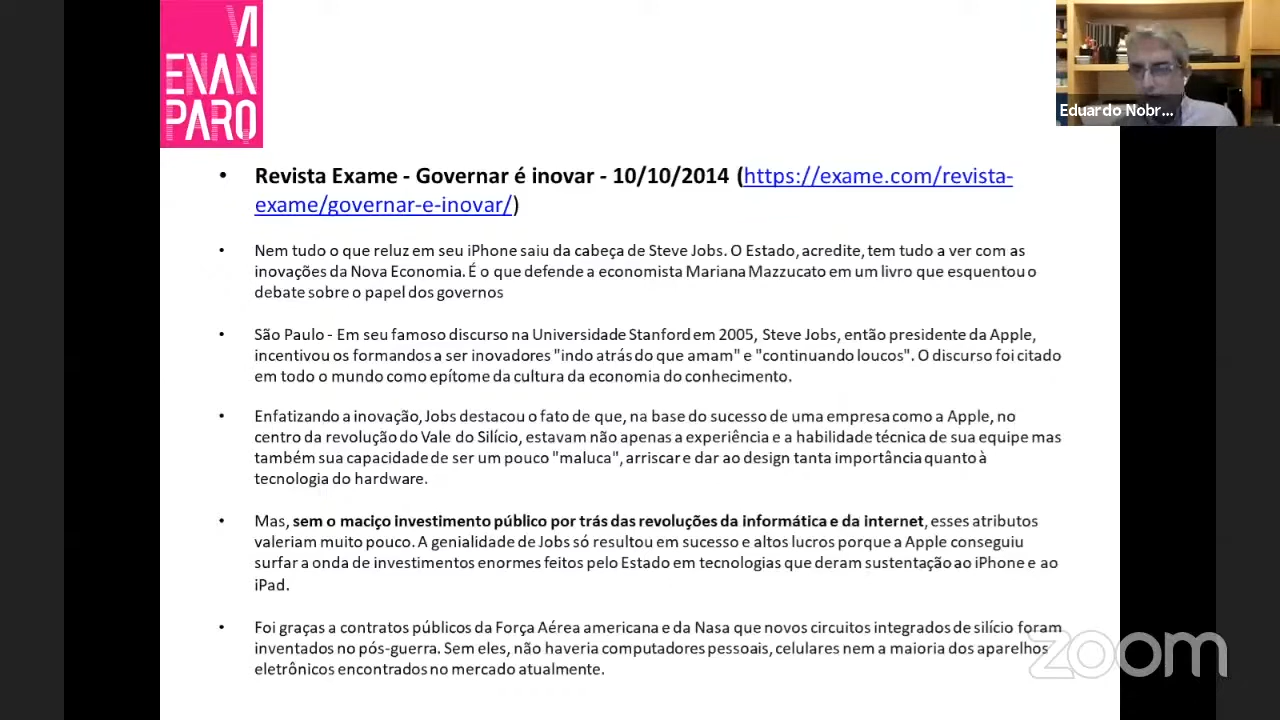 VI
ENAN
PARQ
Eduardo Nobr...
• Revista Exame - Governar é inovar - 10/10/2014 (https://exame.com/revista-
exame/governar-e-inovar/)
• Nem tudo o que reluz em seu iPhone saiu da cabeça de Steve Jobs. O Estado, acredite, tem tudo a ver com as
inovações da Nova Economia. É o que defende a economista Mariana Mazzucato em um livro que esquentou o
debate sobre o papel dos governos
• São Paulo - Em seu famoso discurso na Universidade Stanford em 2005, Steve Jobs, então presidente da Apple,
incentivou os formandos a ser inovadores "indo atrás do que amam" e "continuando loucos". O discurso foi citado
em todo o mundo como epítome da cultura da economia do conhecimento.
• Enfatizando a inovação, Jobs destacou o fato de que, na base do sucesso de uma empresa como a Apple, no
centro da revolução do Vale do Silício, estavam não apenas a experiência e a habilidade técnica de sua equipe mas
também sua capacidade de ser um pouco "maluca", arriscar e dar ao design tanta importância quanto à
tecnologia do hardware.
• Mas, sem o maciço investimento público por trás das revoluções da informática e da internet, esses atributos
valeriam muito pouco. A genialidade de Jobs só resultou em sucesso e altos lucros porque a Apple conseguiu
surfar a onda de investimentos enormes feitos pelo Estado em tecnologias que deram sustentação ao iPhone e ao
iPad.
• Foi graças a contratos públicos da Força Aérea americana e da Nasa que novos circuitos integrados de silício foram
inventados no pós-guerra. Sem eles, não haveria computadores pessoais, celulares nem a maioria dos aparelhos
eletrônicos encontrados no mercado atualmente.
zoom